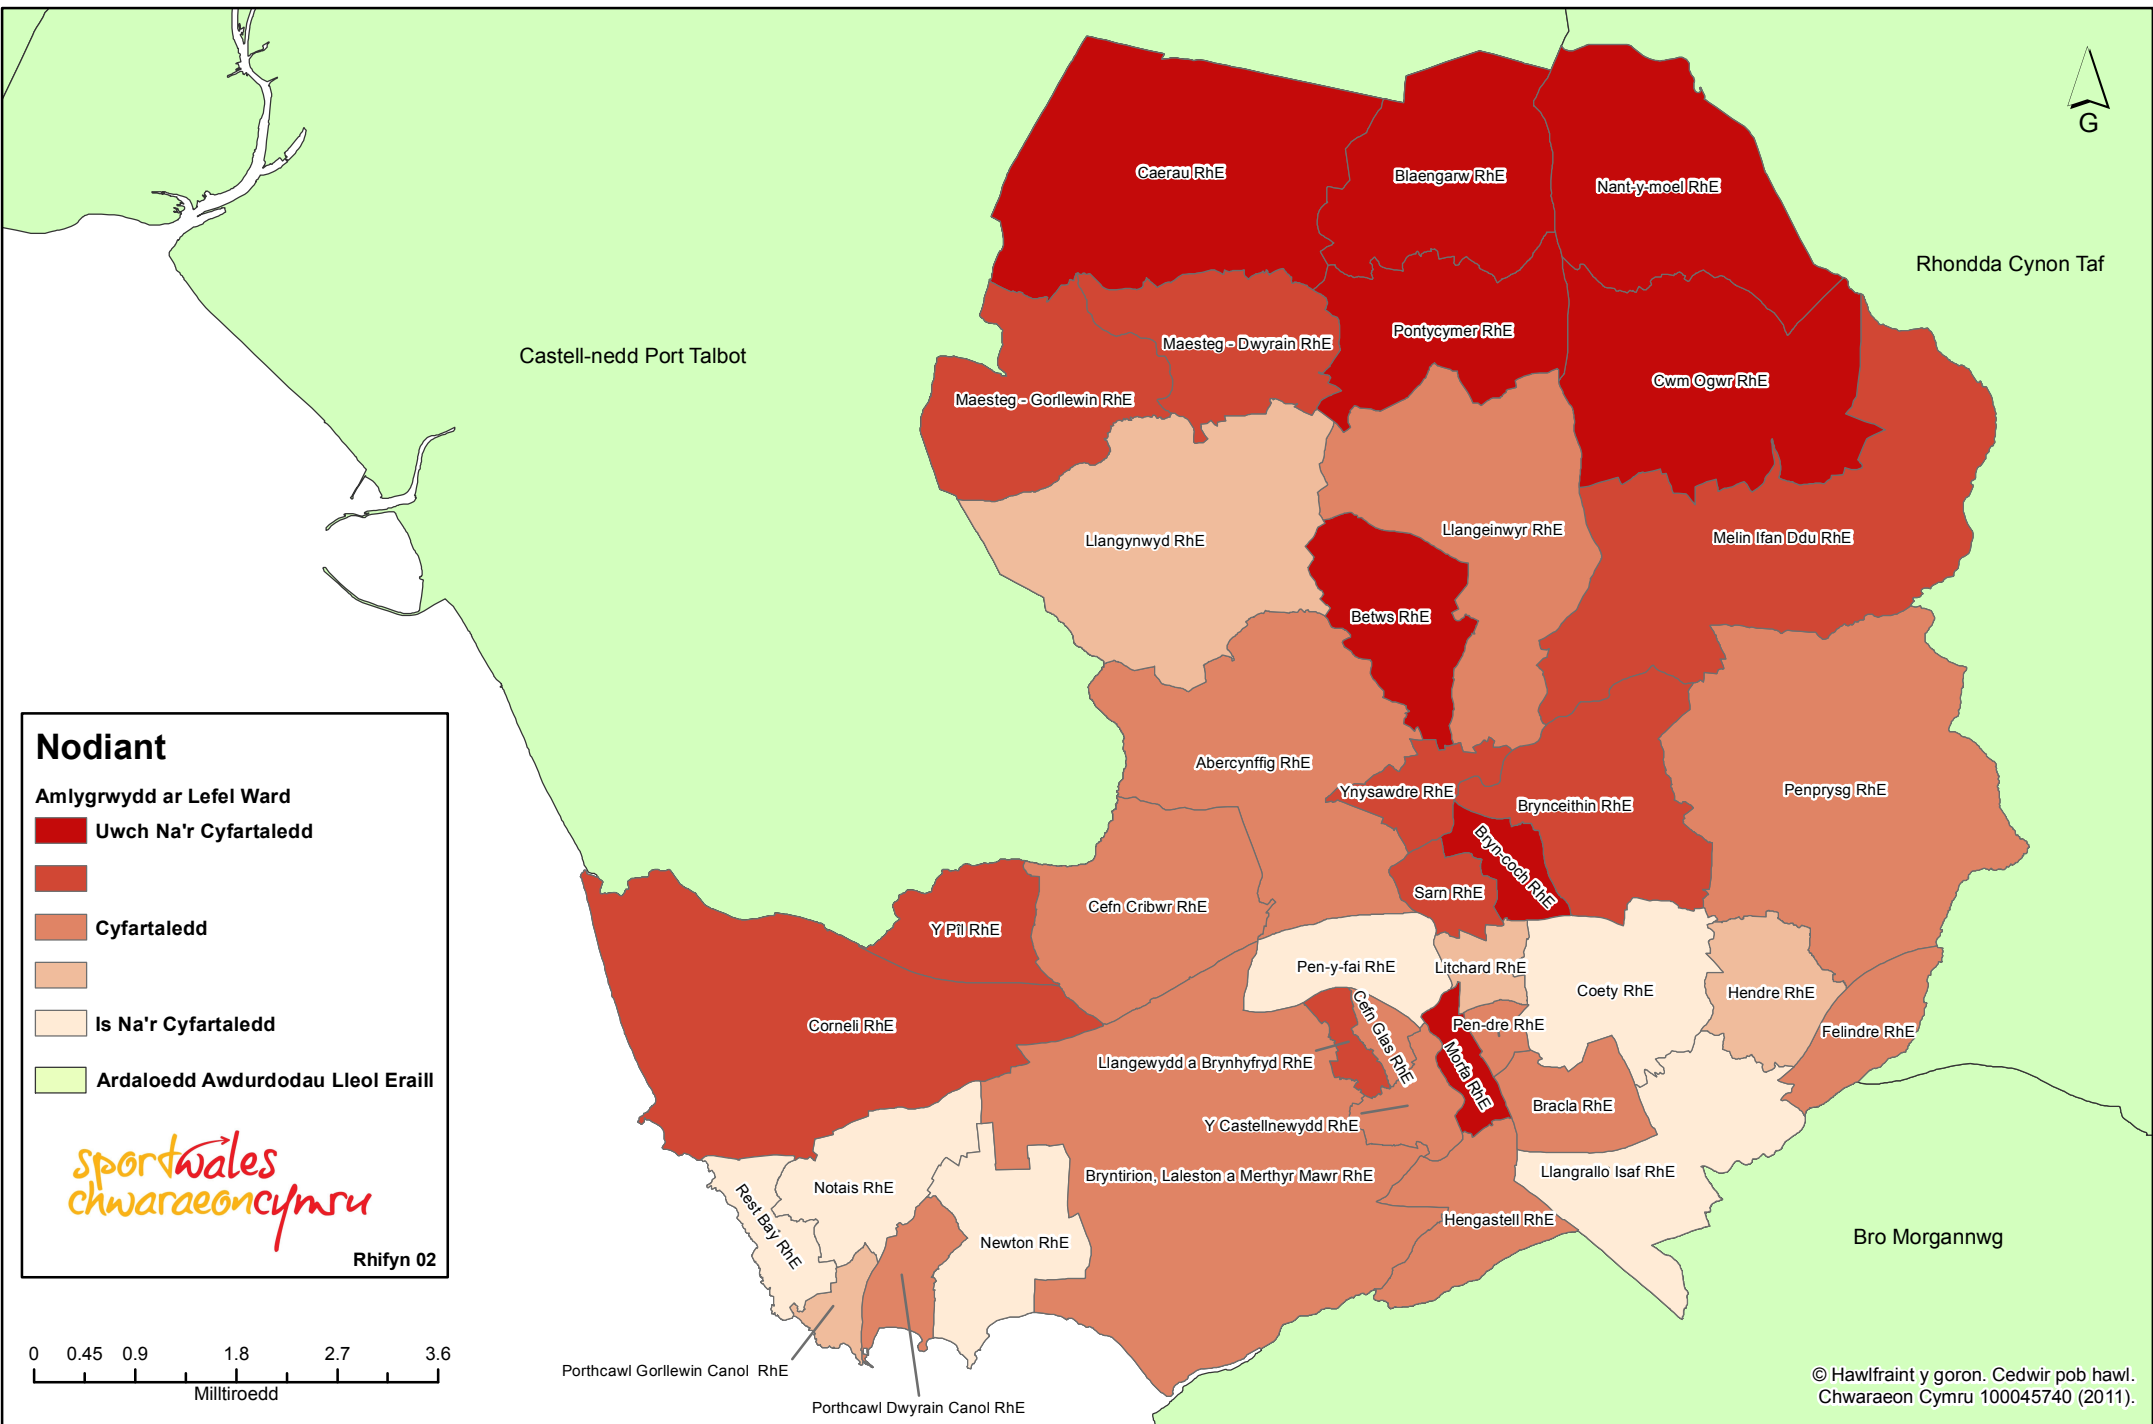 G
Caerau RhE
Blaengarw RhE
Nant-y-moel RhE
Rhondda Cynon Taf
Castell-nedd Port Talbot
Maesteg - Dwyrain RhE
Pontycymer RhE
Cwm Ogwr RhE
Maesteg - Gorllewin RhE
Llangynwyd RhE
Llangeinwyr RhE
Melin Ifan Ddu RhE
Betws RhE
Abercynffig RhE
Ynysawdre RhE
Brynceithin RhE
Penprysg RhE
Bryn-coch RhE
Sarn RhE
Cefn Cribwr RhE
Y Pîl RhE
Pen-y-fai RhE
Litchard RhE
Coety RhE
Hendre RhE
Corneli RhE
Cefn Glas RhE
Pen-dre RhE
Felindre RhE
Llangewydd a Brynhyfryd RhE
Morfa RhE
Bracla RhE
Y Castellnewydd RhE
Bryntirion, Laleston a Merthyr Mawr RhE
Llangrallo Isaf RhE
Notais RhE
Rest Bay RhE
Newton RhE
Hengastell RhE
Bro Morgannwg
Porthcawl Gorllewin Canol RhE
Porthcawl Dwyrain Canol RhE
Nodiant
Amlygrwydd ar Lefel Ward
Uwch Na'r Cyfartaledd
Cyfartaledd
Is Na'r Cyfartaledd
Ardaloedd Awdurdodau Lleol Eraill
sportwales
chwaraeoncymru
Rhifyn 02
0 0.45 0.9 1.8 2.7 3.6
Milltiroedd
© Hawlfraint y goron. Cedwir pob hawl.
Chwaraeon Cymru 100045740 (2011).